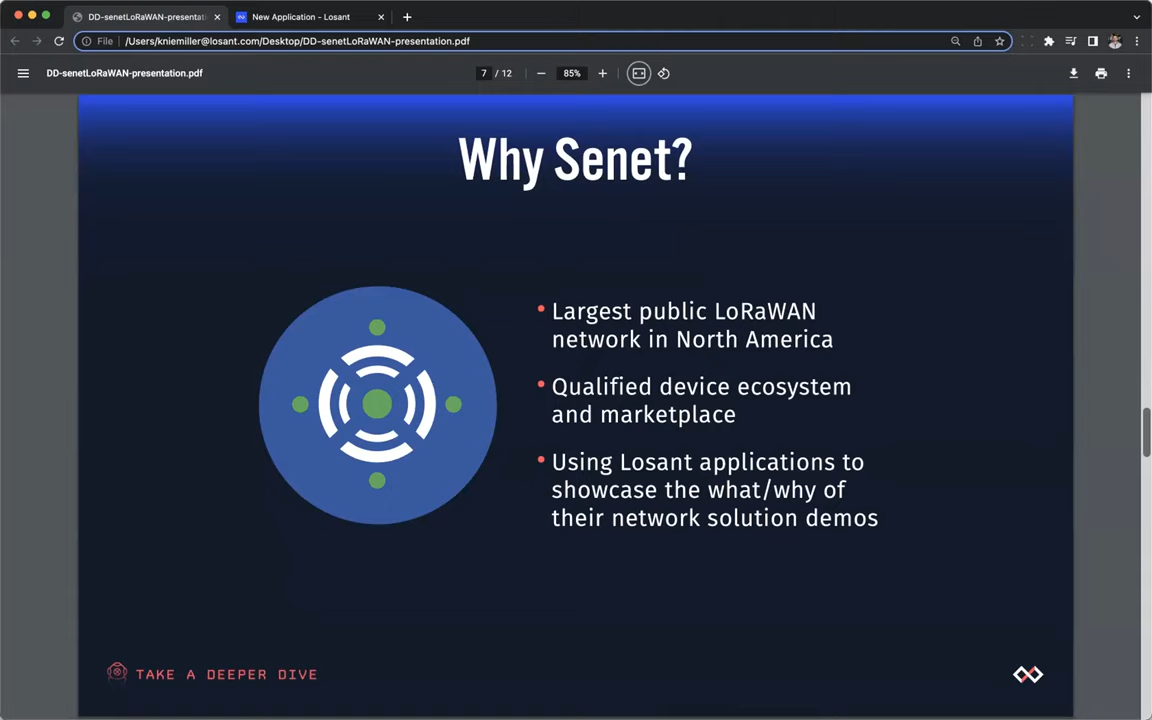 DD-senetLoRaWAN-presentati
New Application - Losant
File
/Users/kniemiller@losant.com/Desktop/DD-senetLoRaWAN-presentation.pdf
DD-senetLoRaWAN-presentation.pdf
7 / 12
85%
Why Senet?
• Largest public LoRaWAN
network in North America
• Qualified device ecosystem
and marketplace
• Using Losant applications to
showcase the what/why of
their network solution demos
TAKE A DEEPER DIVE